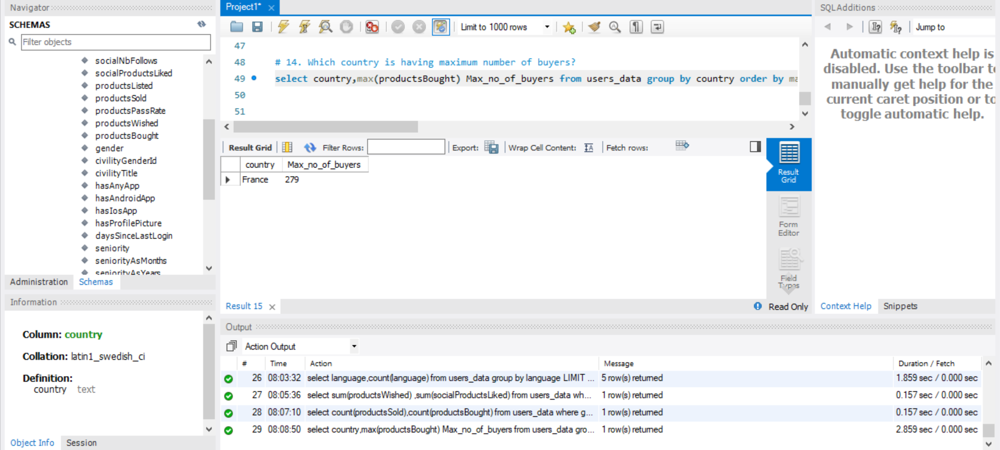 Navigator
SCHEMAS
Filter objects
socialNbFollows
socialProductsLiked
productsListed
productsSold
productsPassRate
productsWished
productsBought
gender
civilityGenderId
civilityTitle
hasAnyApp
hasAndroidApp
hasIosApp
hasProfilePicture
daysSinceLastLogin
seniority
seniorityAsMonths
seniorityAsYears
Administration
Schemas
Information
Column: country
Collation: latin1_swedish_ci
Definition:
country text
Object Info
Session
Project1*
Limit to 1000 rows
47
48 # 14. Which country is having maximum number of buyers?
49 select country,max(productsBought) Max_no_of_buyers from users_data group by country order by ma
50
51
Result Grid
Filter Rows:
Export:
Wrap Cell Content:
Fetch rows:
country Max_no_of_buyers
France 279
Result
Grid
Form
Editor
Field
Types
Result 15
Read Only
SQLAdditions
Jump to
Automatic context help is
disabled. Use the toolbar to
manually get help for the
current caret position or to
toggle automatic help.
Context Help
Snippets
Output
Action Output
# Time Action Message Duration / Fetch
26 08:03:32 select language,count(language) from users_data group by language LIMIT ... 5 row(s) returned 1.859 sec / 0.000 sec
27 08:05:36 select sum(productsWished) ,sum(socialProductsLiked) from users_data wh... 1 row(s) returned 0.157 sec / 0.000 sec
28 08:07:10 select count(productsSold),count(productsBought) from users_data where g... 1 row(s) returned 0.157 sec / 0.000 sec
29 08:08:50 select country,max(productsBought) Max_no_of_buyers from users_data gro... 1 row(s) returned 2.859 sec / 0.000 sec